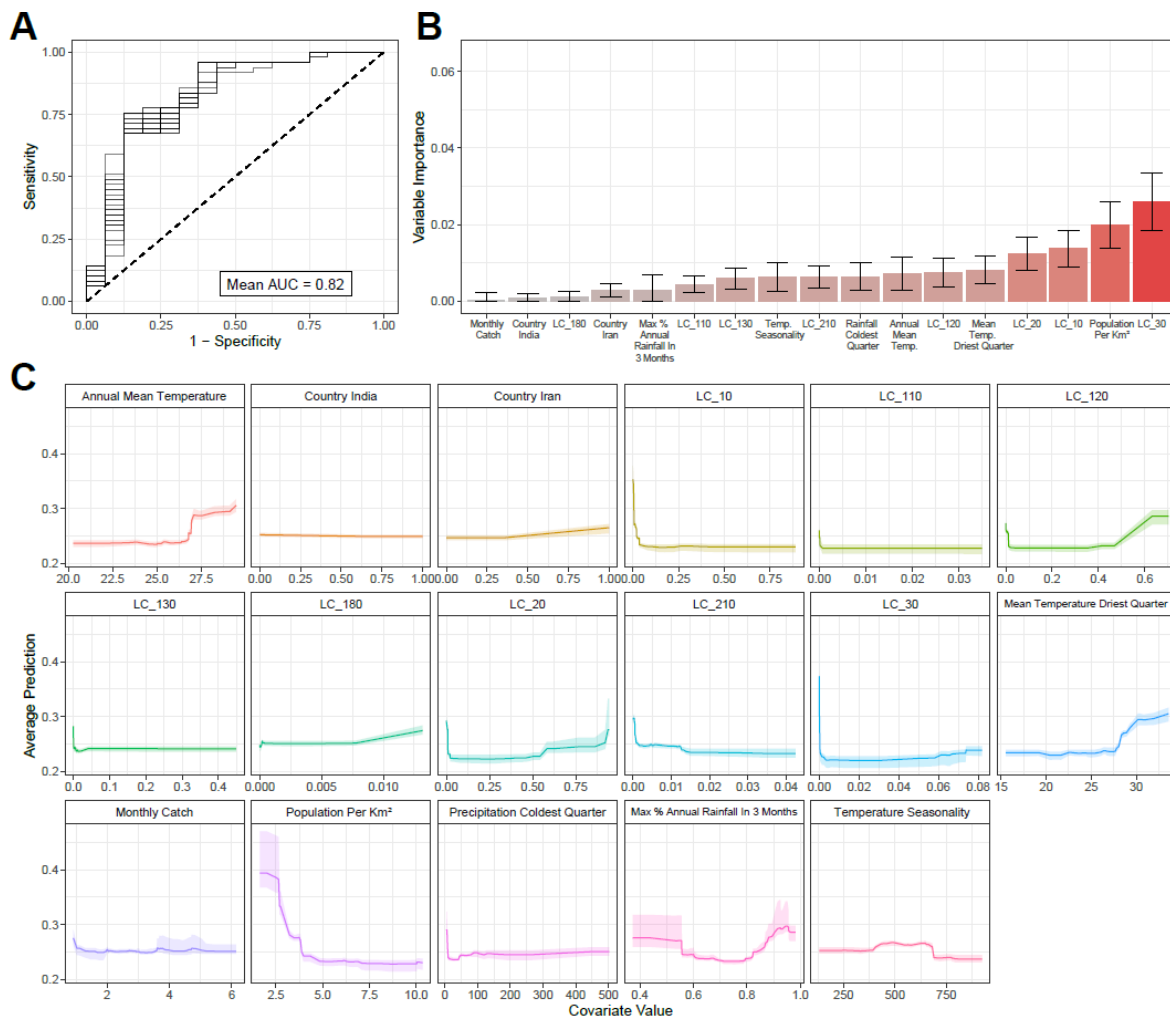 A
1.00
0.75
0.50
0.25
0.00
Sensitivity
Mean AUC = 0.82
0.00 0.25 0.50 0.75 1.00
1 − Specificity
B
0.06
0.04
0.02
0.00
Variable Importance
Monthly
Catch
Country
India
LC_180
Country
Iran
Max %
Annual
Rainfall In
3 Months
LC_110
LC_130
Temp.
Seasonality
LC_210
Rainfall
Coldest
Quarter
Annual
Mean
Temp.
LC_120
Mean
Temp.
Driest Quarter
LC_20
LC_10
Population
Per Km²
LC_30
C
Average Prediction
Annual Mean Temperature
Country India
Country Iran
LC_10
LC_110
LC_120
0.4
0.3
0.2
20.0 22.5 25.0 27.5
0.00 0.25 0.50 0.75 1.00
0.00 0.25 0.50 0.75 1.00
0.00 0.25 0.50 0.75
0.00 0.01 0.02 0.03
0.0 0.2 0.4 0.6
LC_130
LC_180
LC_20
LC_210
LC_30
Mean Temperature Driest Quarter
0.4
0.3
0.2
0.0 0.1 0.2 0.3 0.4
0.000 0.005 0.010
0.00 0.25 0.50 0.75
0.00 0.01 0.02 0.03 0.04
0.00 0.02 0.04 0.06 0.08
15 20 25 30
Monthly Catch
Population Per Km²
Precipitation Coldest Quarter
Max % Annual Rainfall In 3 Months
Temperature Seasonality
0.4
0.3
0.2
2 4 6
2.5 5.0 7.5 10.0
0 100 200 300 400 500
0.4 0.6 0.8 1.0
250 500 750
Covariate Value